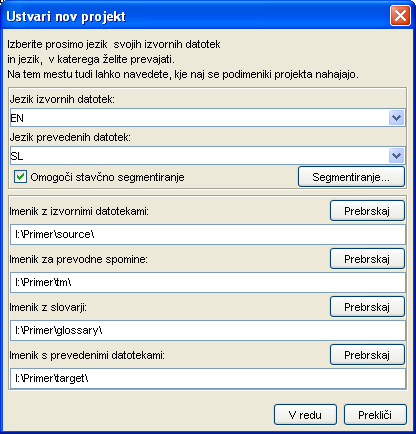 Ustvari nov projekt
Izberite prosimo jezik svojih izvornih datotek
in jezik, v katerega želite prevajati.
Na tem mestu tudi lahko navedete, kje naj se podimeniki projekta nahajajo.
Jezik izvornih datotek:
EN
Jezik prevedenih datotek:
SL
Omogoči stavčno segmentiranje
Segmentiranje...
Imenik z izvornimi datotekami:
Prebrskaj
I:\Primer\source\
Imenik za prevodne spomine:
Prebrskaj
I:\Primer\tm\
Imenik z slovarji:
Prebrskaj
I:\Primer\glossary\
Imenik s prevedenimi datotekami:
Prebrskaj
I:\Primer\target\
V redu
Prekliči